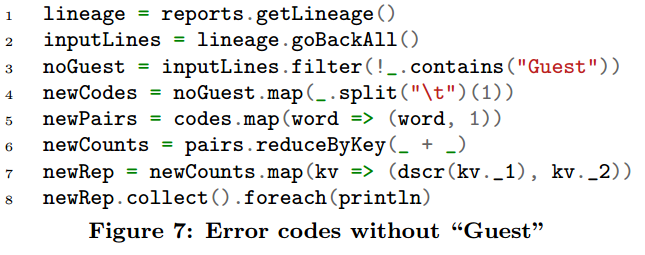 1 lineage = reports.getLineage()
2 inputLines = lineage.goBackAll()
3 noGuest = inputLines.filter(!_.contains("Guest"))
4 newCodes = noGuest.map(_.split("\t")(1))
5 newPairs = codes.map(word => (word, 1))
6 newCounts = pairs.reduceByKey(_ + _)
7 newRep = newCounts.map(kv => (dscr(kv._1), kv._2))
8 newRep.collect().foreach(println)
Figure 7: Error codes without “Guest”